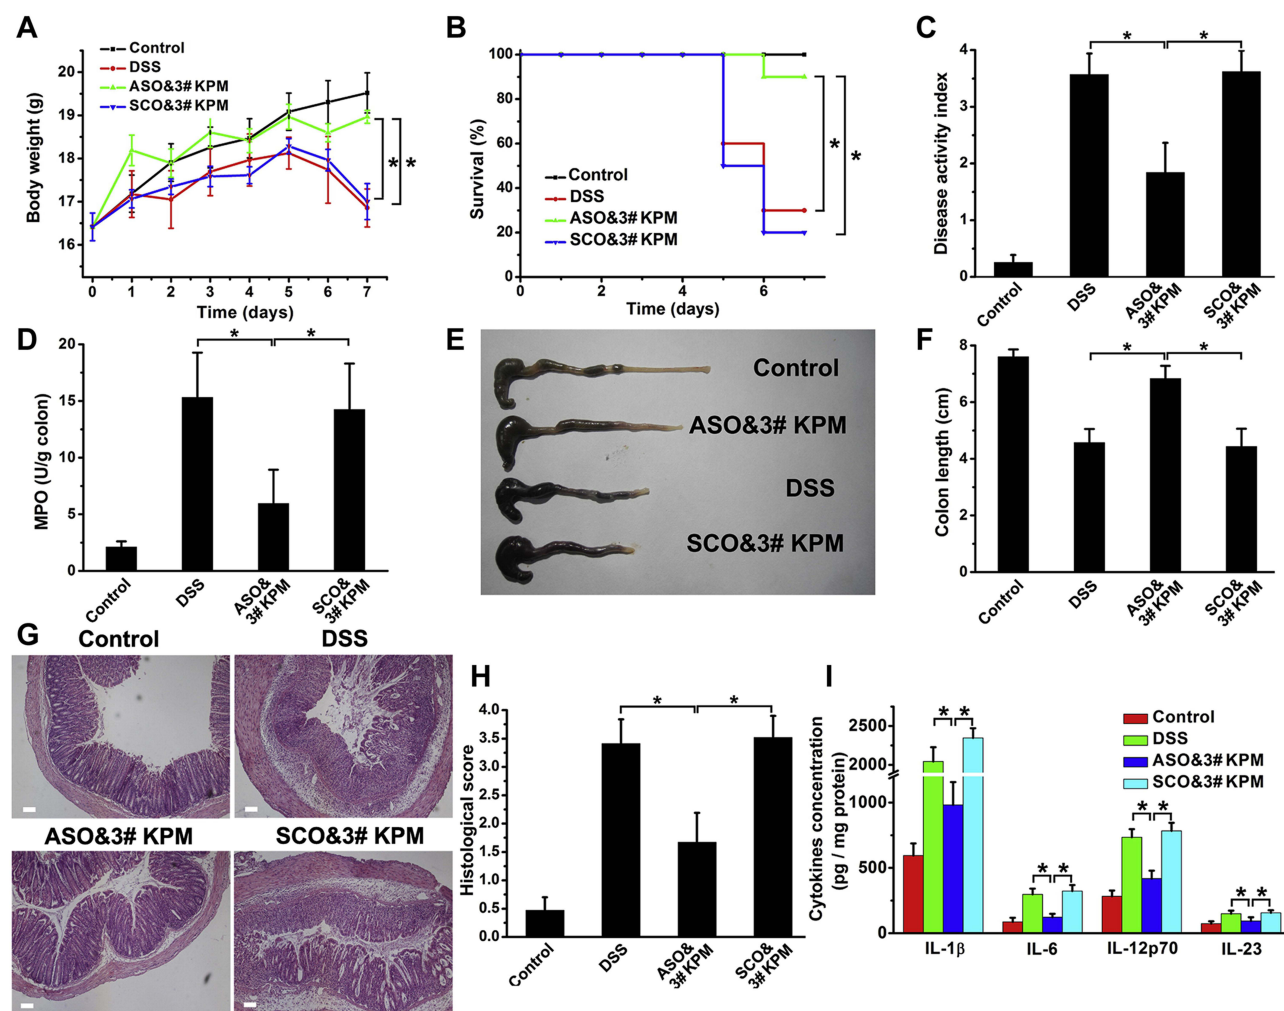 A
Control
DSS
ASO&3# KPM
SCO&3# KPM
Body weight (g)
20
19
18
17
16
0
1
2
3
4
5
6
7
Time (days)
*
*
B
Survival (%)
100
80
60
40
20
0
Control
DSS
ASO&3# KPM
SCO&3# KPM
0
2
4
6
Time (days)
*
*
C
Disease activity index
4
3
2
1
0
*
*
Control
DSS
ASO&
3# KPM
SCO&
3# KPM
D
MPO (U/g colon)
20
15
10
5
0
*
*
Control
DSS
ASO&
3# KPM
SCO&
3# KPM
E
Control
ASO&3# KPM
DSS
SCO&3# KPM
F
Colon length (cm)
8
6
4
2
0
*
*
Control
DSS
ASO&
3# KPM
SCO&
3# KPM
G
Control
DSS
ASO&3# KPM
SCO&3# KPM
H
Histological score
4.0
3.5
3.0
2.5
2.0
1.5
1.0
0.5
0.0
*
*
Control
DSS
ASO&
3# KPM
SCO&
3# KPM
I
Cytokines concentration
(pg / mg protein)
2500
2000
1000
500
0
Control
DSS
ASO&3# KPM
SCO&3# KPM
* *
* *
* *
* *
IL-1β
IL-6
IL-12p70
IL-23